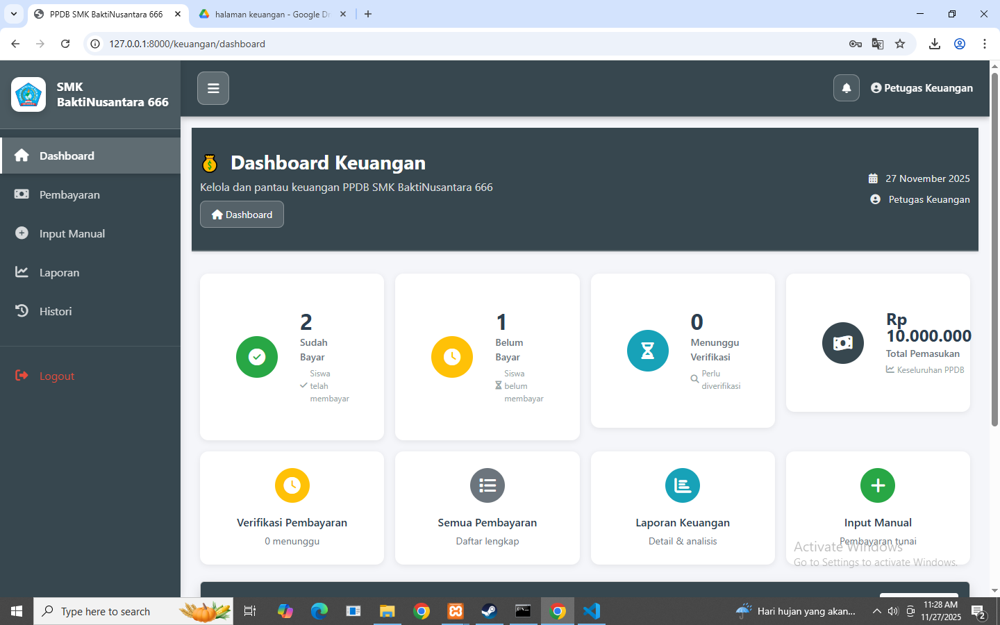 PPDB SMK BaktiNusantara 666
halaman keuangan - Google Dr
127.0.0.1:8000/keuangan/dashboard
SMK
BaktiNusantara 666
Petugas Keuangan
Dashboard
Pembayaran
Input Manual
Laporan
Histori
Logout
Dashboard Keuangan
Kelola dan pantau keuangan PPDB SMK BaktiNusantara 666
Dashboard
27 November 2025
Petugas Keuangan
2
Sudah
Bayar
Siswa
telah
membayar
1
Belum
Bayar
Siswa
belum
membayar
0
Menunggu
Verifikasi
Perlu
diverifikasi
Rp
10.000.000
Total Pemasukan
Keseluruhan PPDB
Verifikasi Pembayaran
0 menunggu
Semua Pembayaran
Daftar lengkap
Laporan Keuangan
Detail & analisis
Input Manual
Pembayaran tunai
Activate Windows
Go to Settings to activate Windows.
Type here to search
Hari hujan yang akan...
11:28 AM
11/27/2025
2